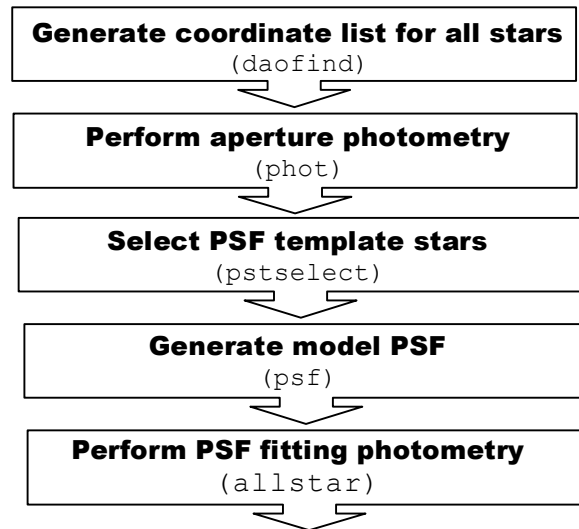 Generate coordinate list for all stars
(daofind)
Perform aperture photometry
(phot)
Select PSF template stars
(pstselect)
Generate model PSF
(psf)
Perform PSF fitting photometry
(allstar)